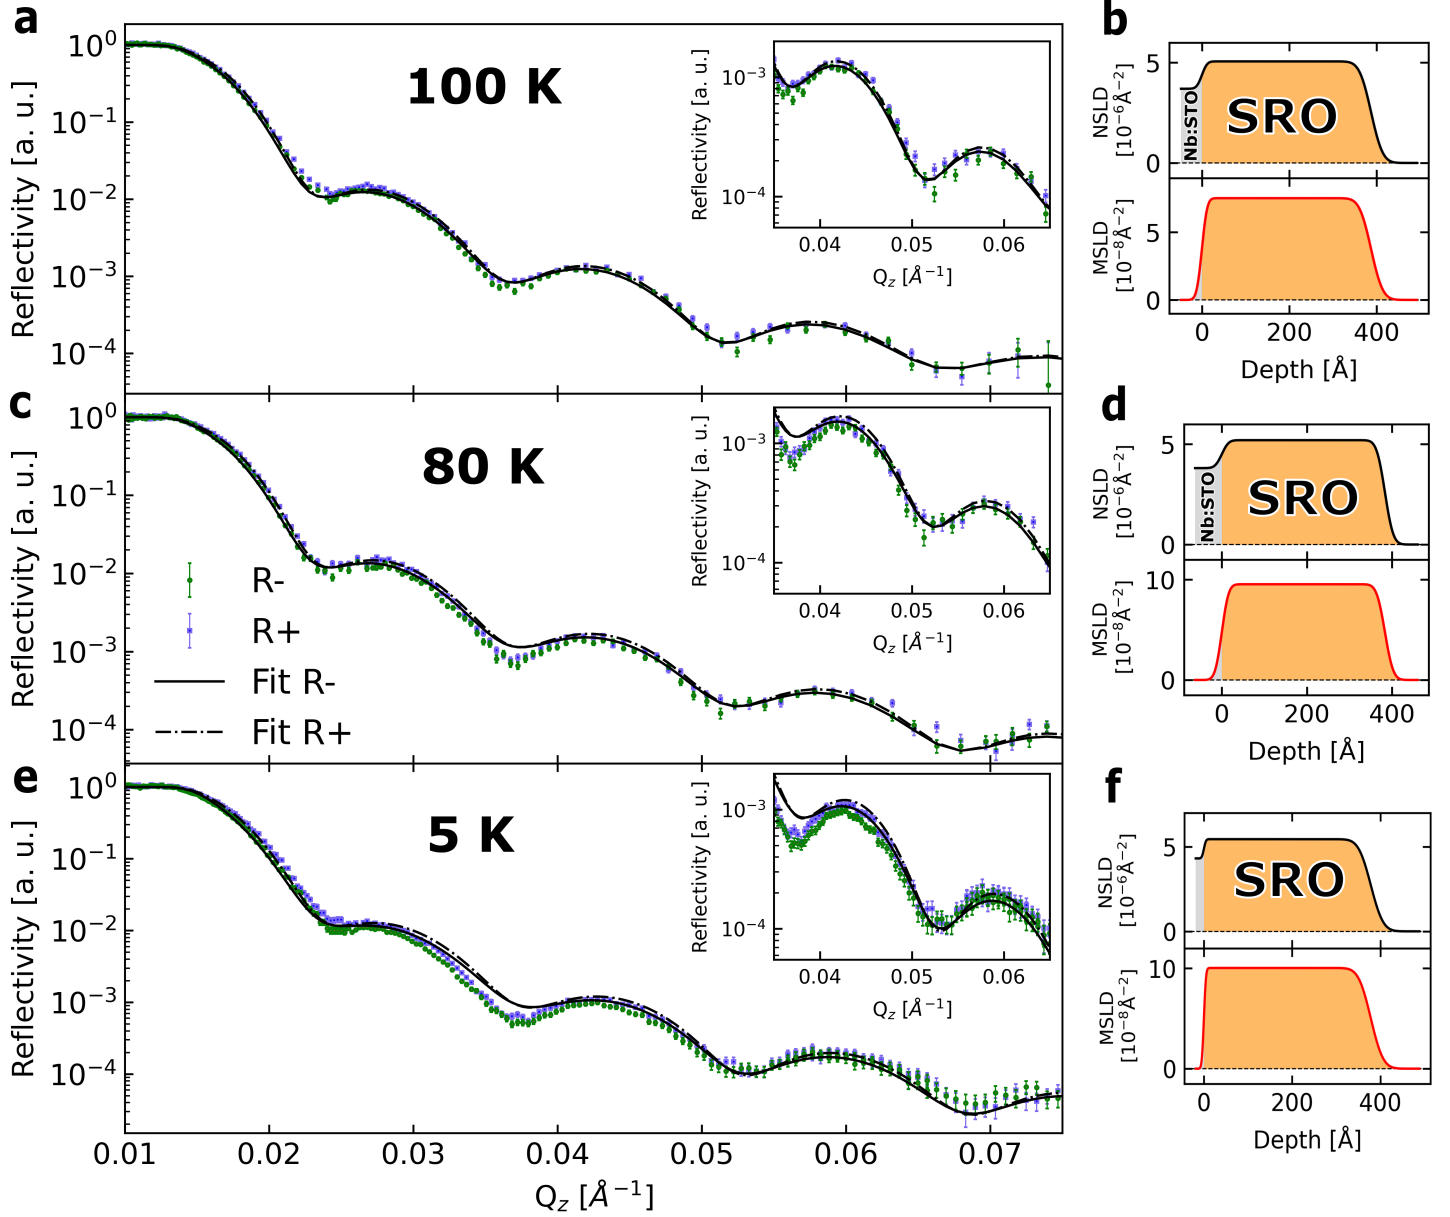 a
Reflectivity [a. u.]
10⁰
10⁻¹
10⁻²
10⁻³
10⁻⁴
100 K
Reflectivity [a. u.]
10⁻³
10⁻⁴
0.04 0.05 0.06
Q_z [Å⁻¹]
b
NSLD
[10⁻⁶Å⁻²]
5
0
Nb:STO
SRO
MSLD
[10⁻⁸Å⁻²]
5
0
0 200 400
Depth [Å]
c
Reflectivity [a. u.]
10⁰
10⁻¹
10⁻²
10⁻³
10⁻⁴
80 K
R-
R+
Fit R-
Fit R+
Reflectivity [a. u.]
10⁻³
10⁻⁴
0.04 0.05 0.06
Q_z [Å⁻¹]
d
NSLD
[10⁻⁶Å⁻²]
5
0
Nb:STO
SRO
MSLD
[10⁻⁸Å⁻²]
10
0
0 200 400
Depth [Å]
e
Reflectivity [a. u.]
10⁰
10⁻¹
10⁻²
10⁻³
10⁻⁴
5 K
Reflectivity [a. u.]
10⁻³
10⁻⁴
0.04 0.05 0.06
Q_z [Å⁻¹]
0.01 0.02 0.03 0.04 0.05 0.06 0.07
Q_z [Å⁻¹]
f
NSLD
[10⁻⁶Å⁻²]
5
0
SRO
MSLD
[10⁻⁸Å⁻²]
10
0
0 200 400
Depth [Å]